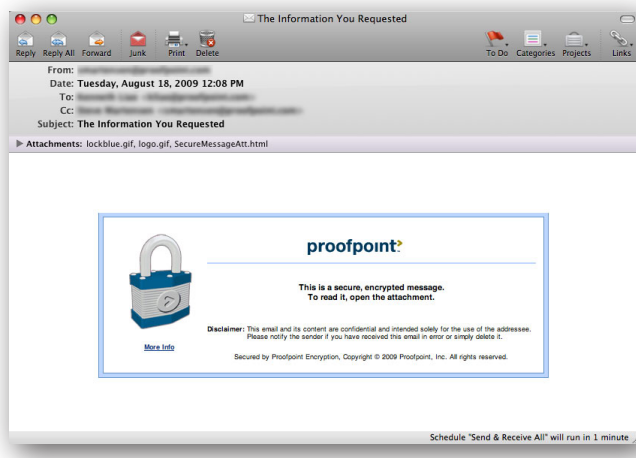 The Information You Requested
Reply Reply All Forward Junk Print Delete To Do Categories Projects Links
From:
Date: Tuesday, August 18, 2009 12:08 PM
To:
Cc:
Subject: The Information You Requested
Attachments: lockblue.gif, logo.gif, SecureMessageAtt.html
proofpoint
This is a secure, encrypted message.
To read it, open the attachment.
Disclaimer: This email and its content are confidential and intended solely for the use of the addressee.
Please notify the sender if you have received this email in error or simply delete it.
More Info
Secured by Proofpoint Encryption, Copyright © 2009 Proofpoint, Inc. All rights reserved.
Schedule "Send & Receive All" will run in 1 minute